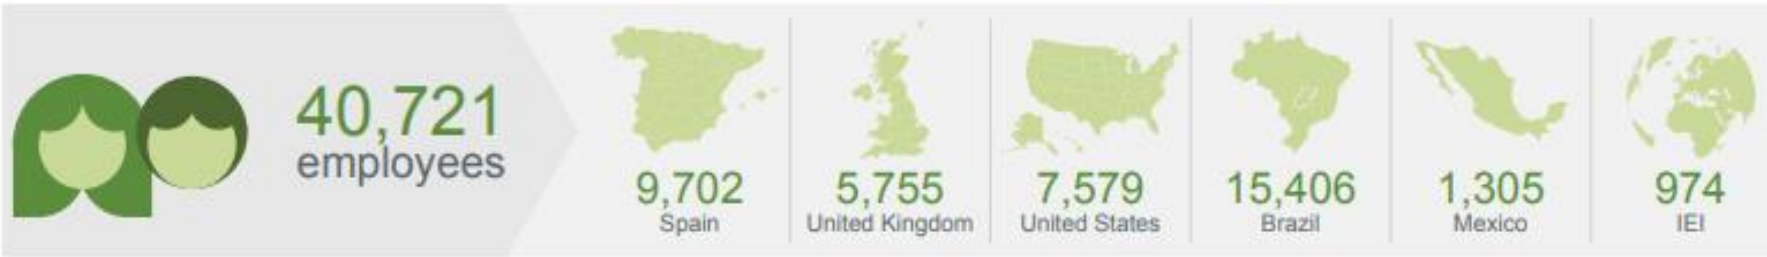 40,721
employees
9,702
Spain
5,755
United Kingdom
7,579
United States
15,406
Brazil
1,305
Mexico
974
IEI